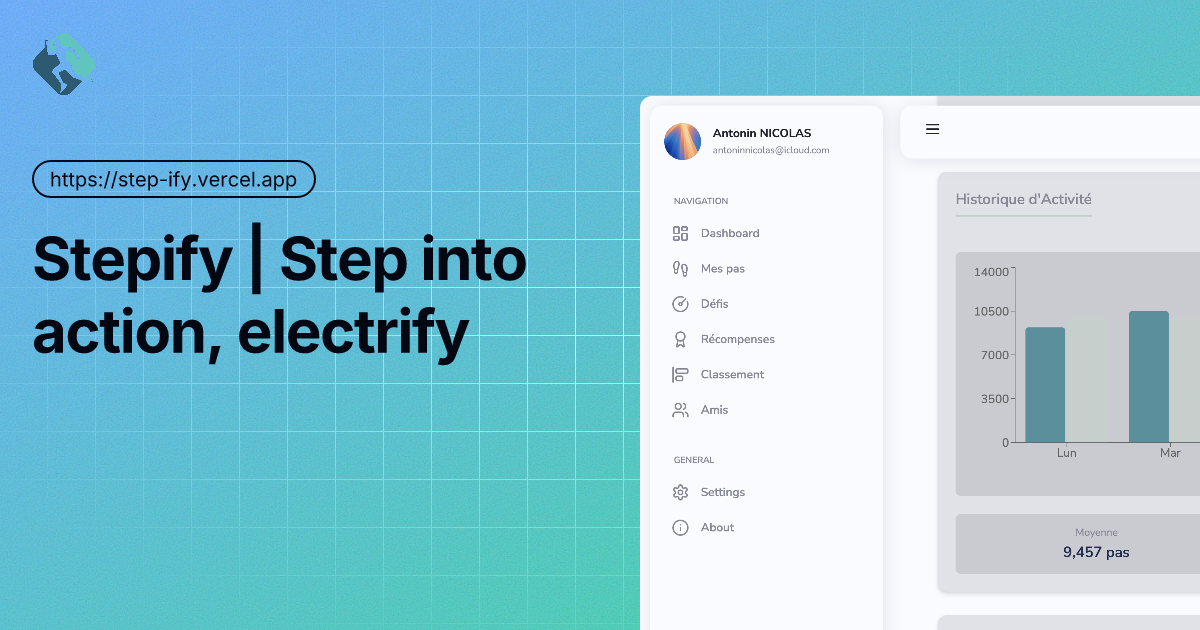 https://step-ify.vercel.app
Stepify | Step into
action, electrify
Antonin NICOLAS
antoninnicolas@icloud.com
NAVIGATION
Dashboard
Mes pas
Défis
Récompenses
Classement
Amis
GENERAL
Settings
About
Historique d'Activité
14000
10500
7000
3500
0
Lun
Mar
Moyenne
9,457 pas